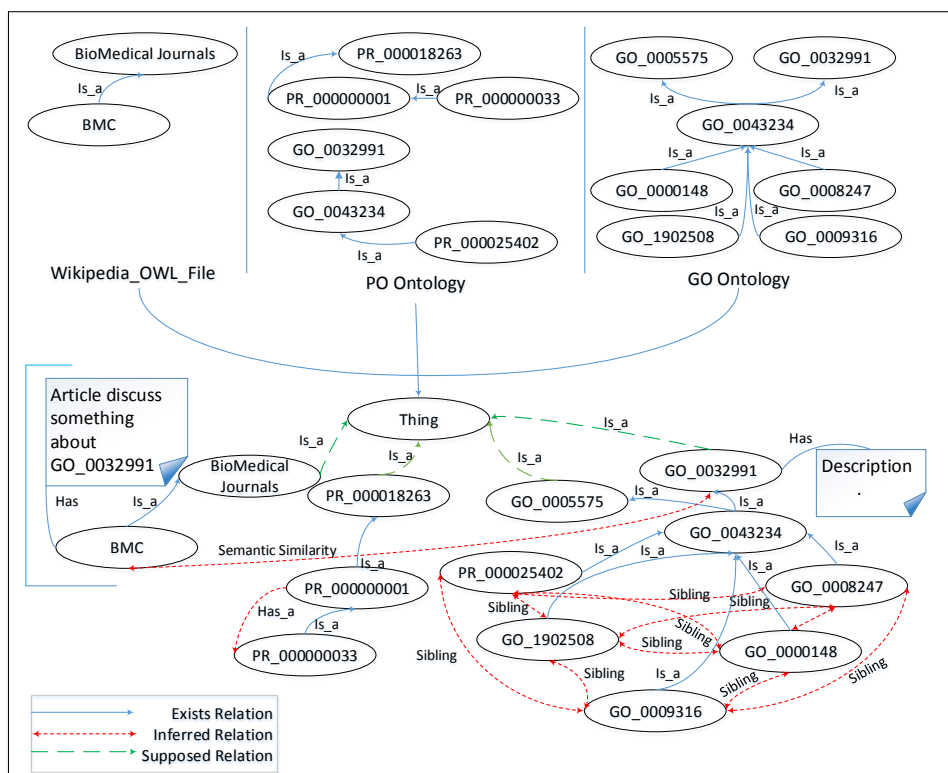 BioMedical Journals
Is_a
BMC
Wikipedia_OWL_File
PR_000018263
Is_a
PR_000000001
Is_a
PR_000000033
GO_0032991
Is_a
GO_0043234
Is_a
PR_000025402
PO Ontology
GO_0005575
GO_0032991
Is_a
Is_a
GO_0043234
Is_a
Is_a
GO_0000148
GO_0008247
Is_a
Is_a
GO_1902508
GO_0009316
GO Ontology
Article discuss
something
about
GO_0032991
Has
Is_a
BioMedical
Journals
BMC
Thing
Is_a
Is_a
Is_a
Is_a
Has
Description
.
PR_000018263
GO_0005575
GO_0032991
Is_a
Is_a
GO_0043234
Semantic Similarity
Is_a
PR_000000001
Has_a
Is_a
PR_000000033
Is_a
Is_a
Is_a
Is_a
PR_000025402
GO_0008247
Sibling
Sibling
Sibling
Sibling
Sibling
GO_1902508
GO_0000148
Sibling
Sibling
Sibling
Sibling
Is_a
GO_0009316
Exists Relation
Inferred Relation
Supposed Relation